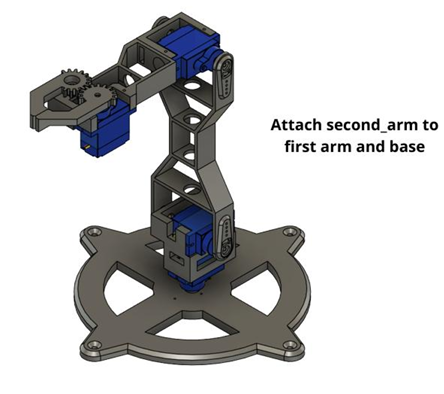 Attach second_arm to
first arm and base